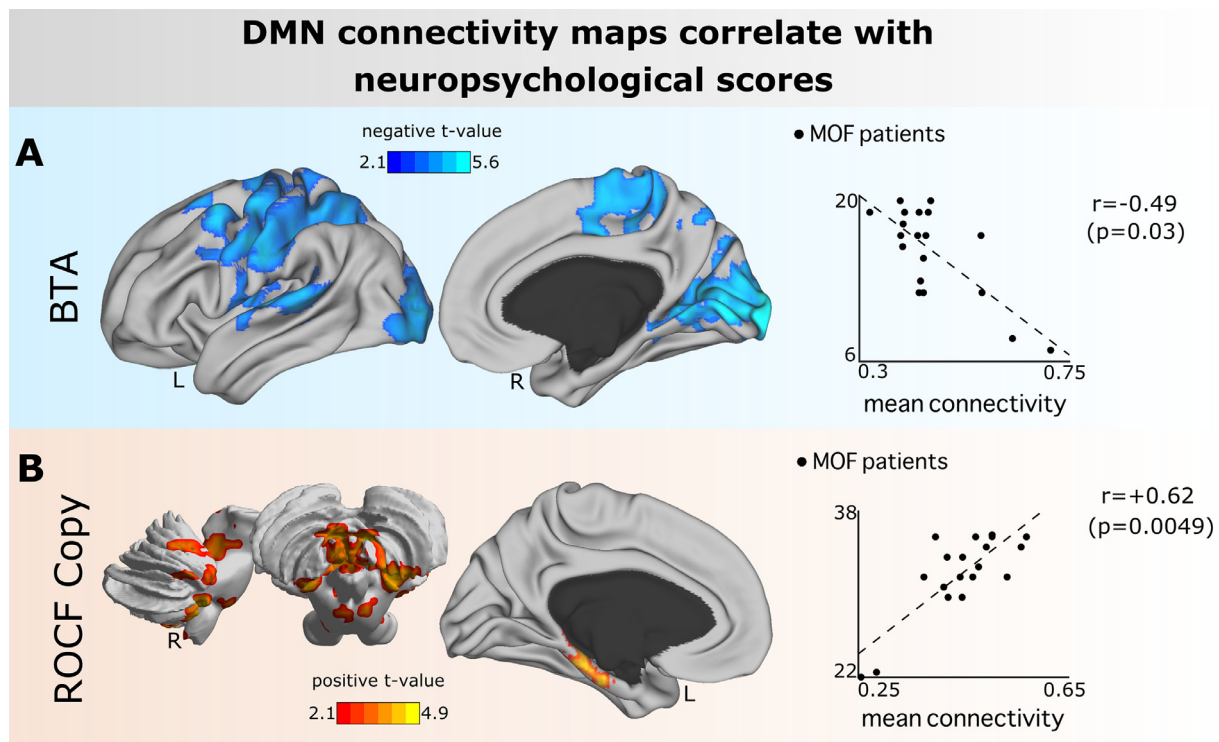 DMN connectivity maps correlate with
neuropsychological scores
A
BTA
negative t-value
2.1
5.6
L
R
MOF patients
20
6
0.3
0.75
mean connectivity
r=-0.49
(p=0.03)
B
ROCF Copy
R
positive t-value
2.1
4.9
L
MOF patients
38
22
0.25
0.65
mean connectivity
r=+0.62
(p=0.0049)